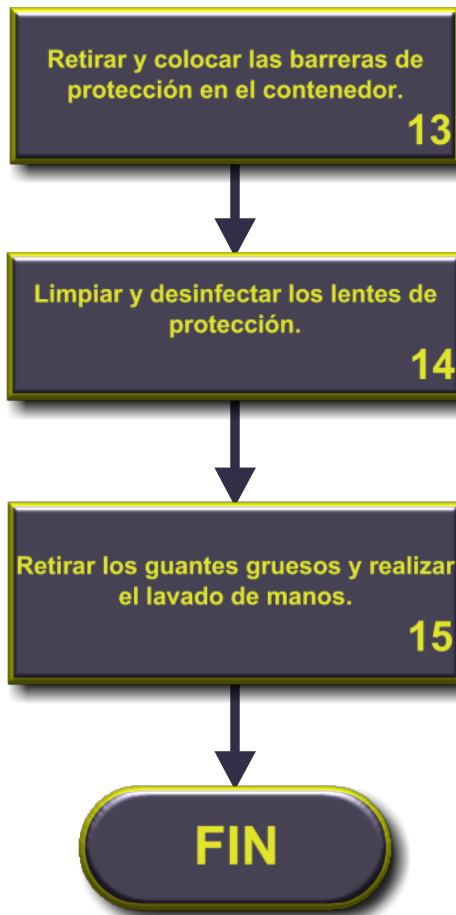 Retirar y colocar las barreras de
protección en el contenedor.
13
Limpiar y desinfectar los lentes de
protección.
14
Retirar los guantes gruesos y realizar
el lavado de manos.
15
FIN